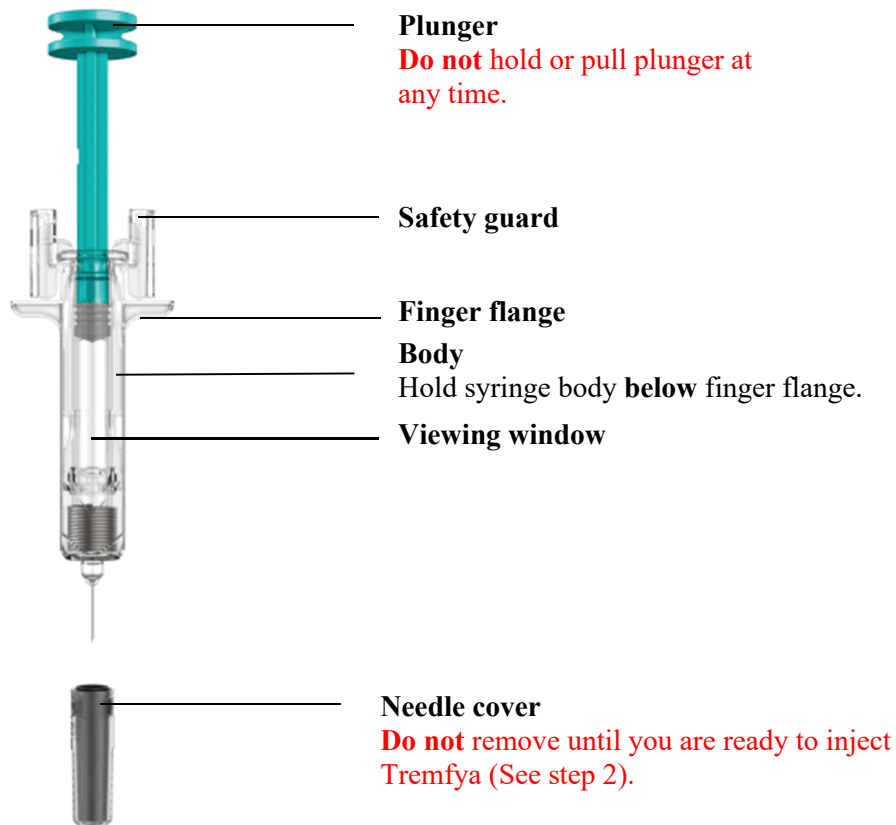 Plunger
Do not hold or pull plunger at
any time.
Safety guard
Finger flange
Body
Hold syringe body below finger flange.
Viewing window
Needle cover
Do not remove until you are ready to inject
Tremfya (See step 2).